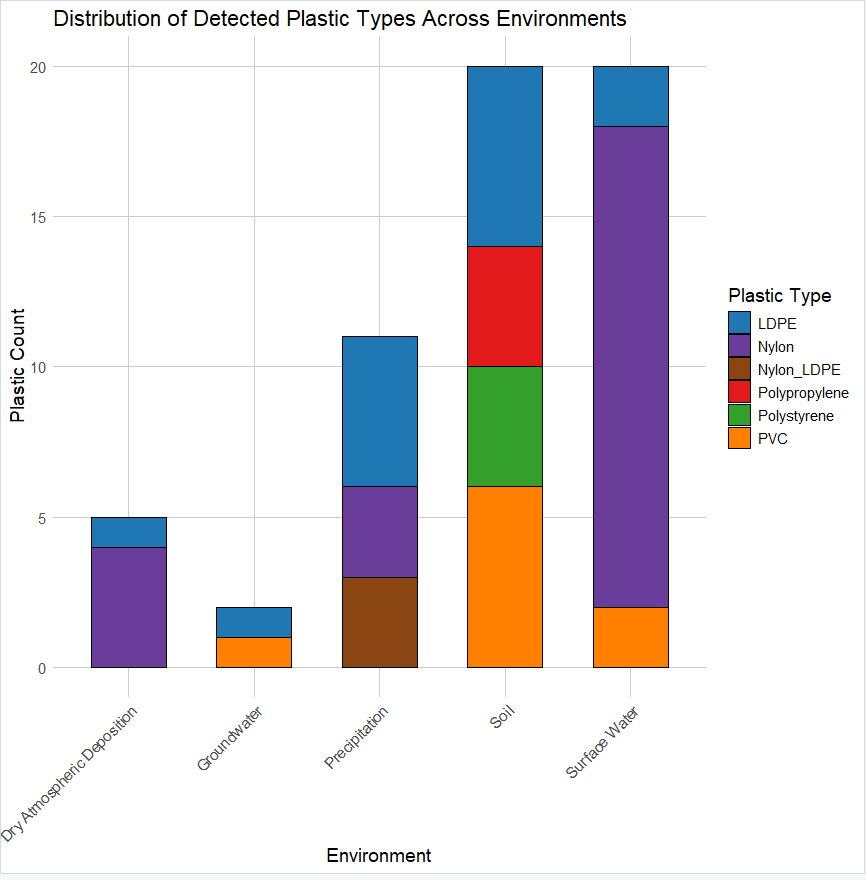 Distribution of Detected Plastic Types Across Environments
Plastic Count
20
15
10
5
0
Dry Atmospheric Deposition
Groundwater
Precipitation
Soil
Surface Water
Environment
Plastic Type
LDPE
Nylon
Nylon_LDPE
Polypropylene
Polystyrene
PVC